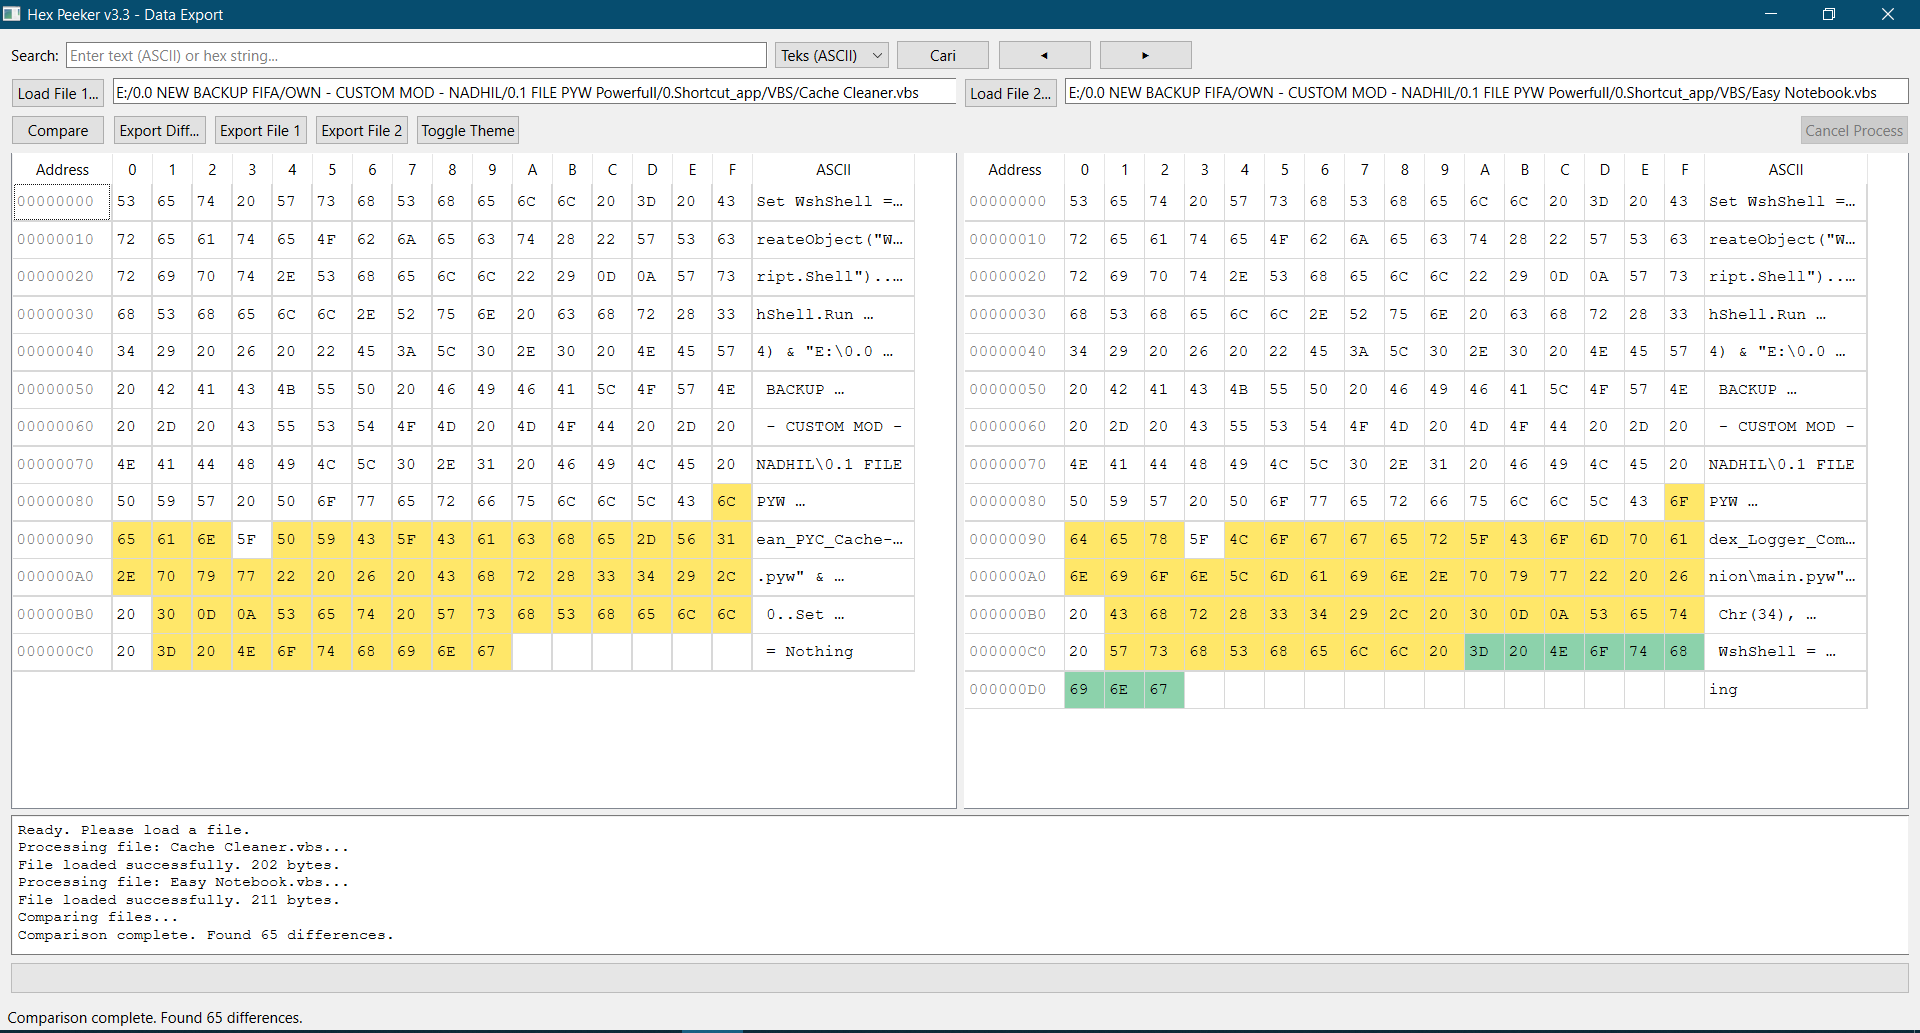 Hex Peeker v3.3 - Data Export
Search: Enter text (ASCII) or hex string... Teks (ASCII) Cari ◄ ►
Load File 1... E:/0.0 NEW BACKUP FIFA/OWN - CUSTOM MOD - NADHIL/0.1 FILE PYW Powerfull/0.Shortcut_app/VBS/Cache Cleaner.vbs Load File 2... E:/0.0 NEW BACKUP FIFA/OWN - CUSTOM MOD - NADHIL/0.1 FILE PYW Powerfull/0.Shortcut_app/VBS/Easy Notebook.vbs
Compare Export Diff... Export File 1 Export File 2 Toggle Theme Cancel Process
Address 0 1 2 3 4 5 6 7 8 9 A B C D E F ASCII
00000000 53 65 74 20 57 73 68 53 68 65 6C 6C 20 3D 20 43 Set WshShell =...
00000010 72 65 61 74 65 4F 62 6A 65 63 74 28 22 57 53 63 reateObject("W...
00000020 72 69 70 74 2E 53 68 65 6C 6C 22 29 0D 0A 57 73 ript.Shell")..…
00000030 68 53 68 65 6C 6C 2E 52 75 6E 20 63 68 72 28 33 hShell.Run ...
00000040 34 29 20 26 20 22 45 3A 5C 30 2E 30 20 4E 45 57 4) & "E:\0.0 ...
00000050 20 42 41 43 4B 55 50 20 46 49 46 41 5C 4F 57 4E BACKUP ...
00000060 20 2D 20 43 55 53 54 4F 4D 20 4D 4F 44 20 2D 20 - CUSTOM MOD -
00000070 4E 41 44 48 49 4C 5C 30 2E 31 20 46 49 4C 45 20 NADHIL\0.1 FILE
00000080 50 59 57 20 50 6F 77 65 72 66 75 6C 6C 5C 43 6C PYW ...
00000090 65 61 6E 5F 50 59 43 5F 43 61 63 68 65 2D 56 31 ean_PYC_Cache-...
000000A0 2E 70 79 77 22 20 26 20 43 68 72 28 33 34 29 2C .pyw" & ...
000000B0 20 30 0D 0A 53 65 74 20 57 73 68 53 68 65 6C 6C 0..Set ...
000000C0 20 3D 20 4E 6F 74 68 69 6E 67 = Nothing
Address 0 1 2 3 4 5 6 7 8 9 A B C D E F ASCII
00000000 53 65 74 20 57 73 68 53 68 65 6C 6C 20 3D 20 43 Set WshShell =...
00000010 72 65 61 74 65 4F 62 6A 65 63 74 28 22 57 53 63 reateObject("W...
00000020 72 69 70 74 2E 53 68 65 6C 6C 22 29 0D 0A 57 73 ript.Shell")..…
00000030 68 53 68 65 6C 6C 2E 52 75 6E 20 63 68 72 28 33 hShell.Run ...
00000040 34 29 20 26 20 22 45 3A 5C 30 2E 30 20 4E 45 57 4) & "E:\0.0 ...
00000050 20 42 41 43 4B 55 50 20 46 49 46 41 5C 4F 57 4E BACKUP ...
00000060 20 2D 20 43 55 53 54 4F 4D 20 4D 4F 44 20 2D 20 - CUSTOM MOD -
00000070 4E 41 44 48 49 4C 5C 30 2E 31 20 46 49 4C 45 20 NADHIL\0.1 FILE
00000080 50 59 57 20 50 6F 77 65 72 66 75 6C 6C 5C 43 6F PYW ...
00000090 64 65 78 5F 4C 6F 67 67 65 72 5F 43 6F 6D 70 61 dex_Logger_Com...
000000A0 6E 69 6F 6E 5C 6D 61 69 6E 2E 70 79 77 22 20 26 nion\main.pyw"...
000000B0 20 43 68 72 28 33 34 29 2C 20 30 0D 0A 53 65 74 Chr(34), ...
000000C0 20 57 73 68 53 68 65 6C 6C 20 3D 20 4E 6F 74 68 WshShell = ...
000000D0 69 6E 67 ing
Ready. Please load a file.
Processing file: Cache Cleaner.vbs...
File loaded successfully. 202 bytes.
Processing file: Easy Notebook.vbs...
File loaded successfully. 211 bytes.
Comparing files...
Comparison complete. Found 65 differences.
Comparison complete. Found 65 differences.